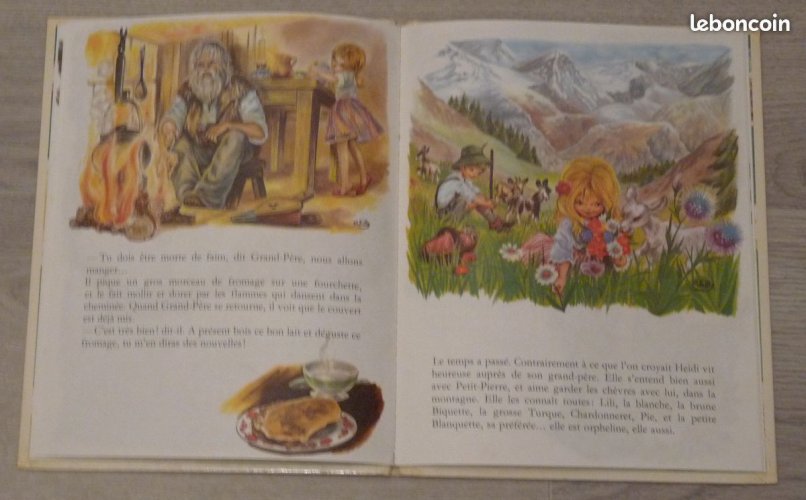 leboncoin
— Tu dois être morte de faim, dit Grand-Père, nous allons
manger...
Il pique un gros morceau de fromage sur une fourchette,
et le fait mollir et dorer par les flammes qui dansent dans la
cheminée. Quand Grand-Père se retourne, il voit que le couvert
est déjà mis.
— C'est très bien! dit-il. A présent bois ce bon lait et déguste ce
fromage, tu m'en diras des nouvelles!
Le temps a passé. Contrairement à ce que l'on croyait Heidi vit
heureuse auprès de son grand-père. Elle s'entend bien aussi
avec Petit-Pierre, et aime garder les chèvres avec lui, dans la
montagne. Elle les connaît toutes: Lili, la blanche, la brune
Biquette, la grosse Turque, Chardonneret, Pie, et la petite
Blanquette, sa préférée... elle est orpheline, elle aussi.